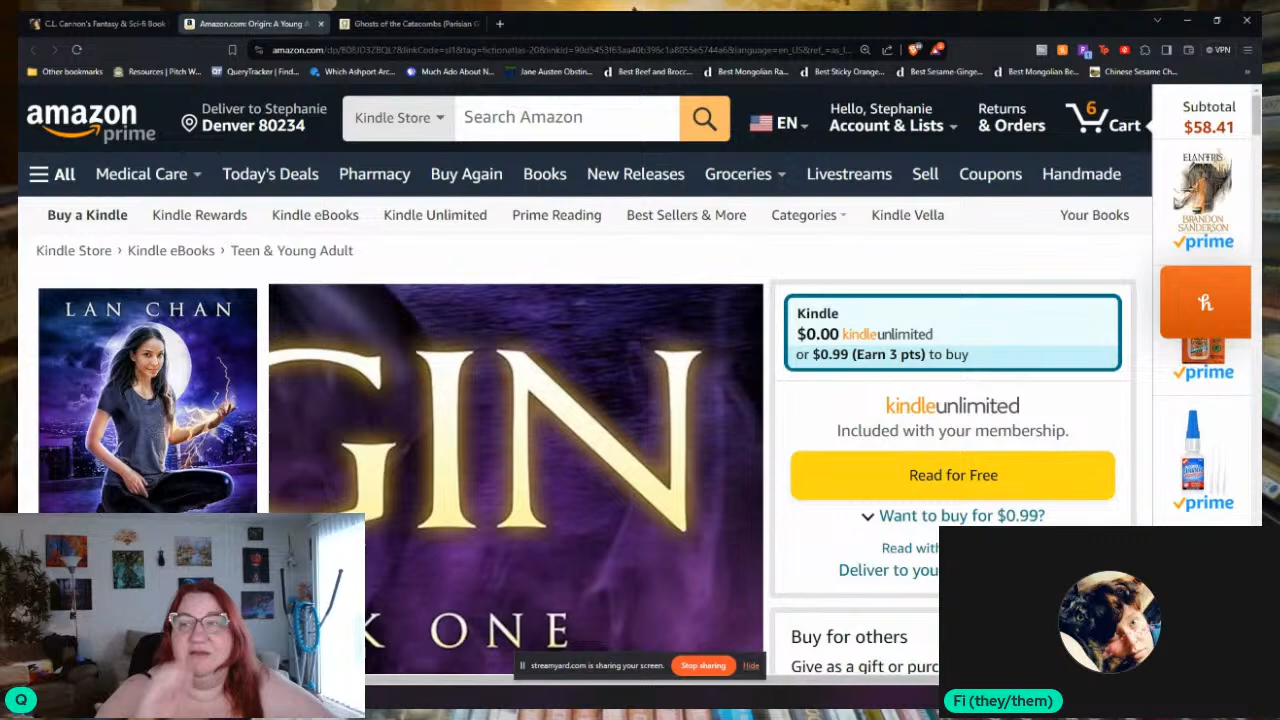 C.L. Cannon's Fantasy & Sci-fi Book
Amazon.com: Origin: A Young A
Ghosts of the Catacombs (Parisian G
Other bookmarks
Resources | Pitch W...
QueryTracker | Find...
Which Ashport Arc...
Much Ado About N...
Jane Austen Obstin...
Best Beef and Brocc...
Best Mongolian Ra...
Best Sticky Orange...
Best Sesame-Ginge...
Best Mongolian Be...
Chinese Sesame Ch...
VPN
amazon
prime
Deliver to Stephanie
Denver 80234
Kindle Store
Search Amazon
EN
Hello, Stephanie
Account & Lists
Returns
& Orders
6
Cart
Subtotal
$58.41
All
Medical Care
Today's Deals
Pharmacy
Buy Again
Books
New Releases
Groceries
Livestreams
Sell
Coupons
Handmade
Buy a Kindle
Kindle Rewards
Kindle eBooks
Kindle Unlimited
Prime Reading
Best Sellers & More
Categories
Kindle Vella
Your Books
Kindle Store › Kindle eBooks › Teen & Young Adult
ELANTRIS
BRANDON
SANDERSON
prime
h
prime
prime
LAN CHAN
GIN
K ONE
Kindle
$0.00 kindleunlimited
or $0.99 (Earn 3 pts) to buy
kindleunlimited
Included with your membership.
Read for Free
Want to buy for $0.99?
Read with
Deliver to you
Buy for others
Give as a gift or purc
streamyard.com is sharing your screen.
Stop sharing
Hide
Q
Fi (they/them)